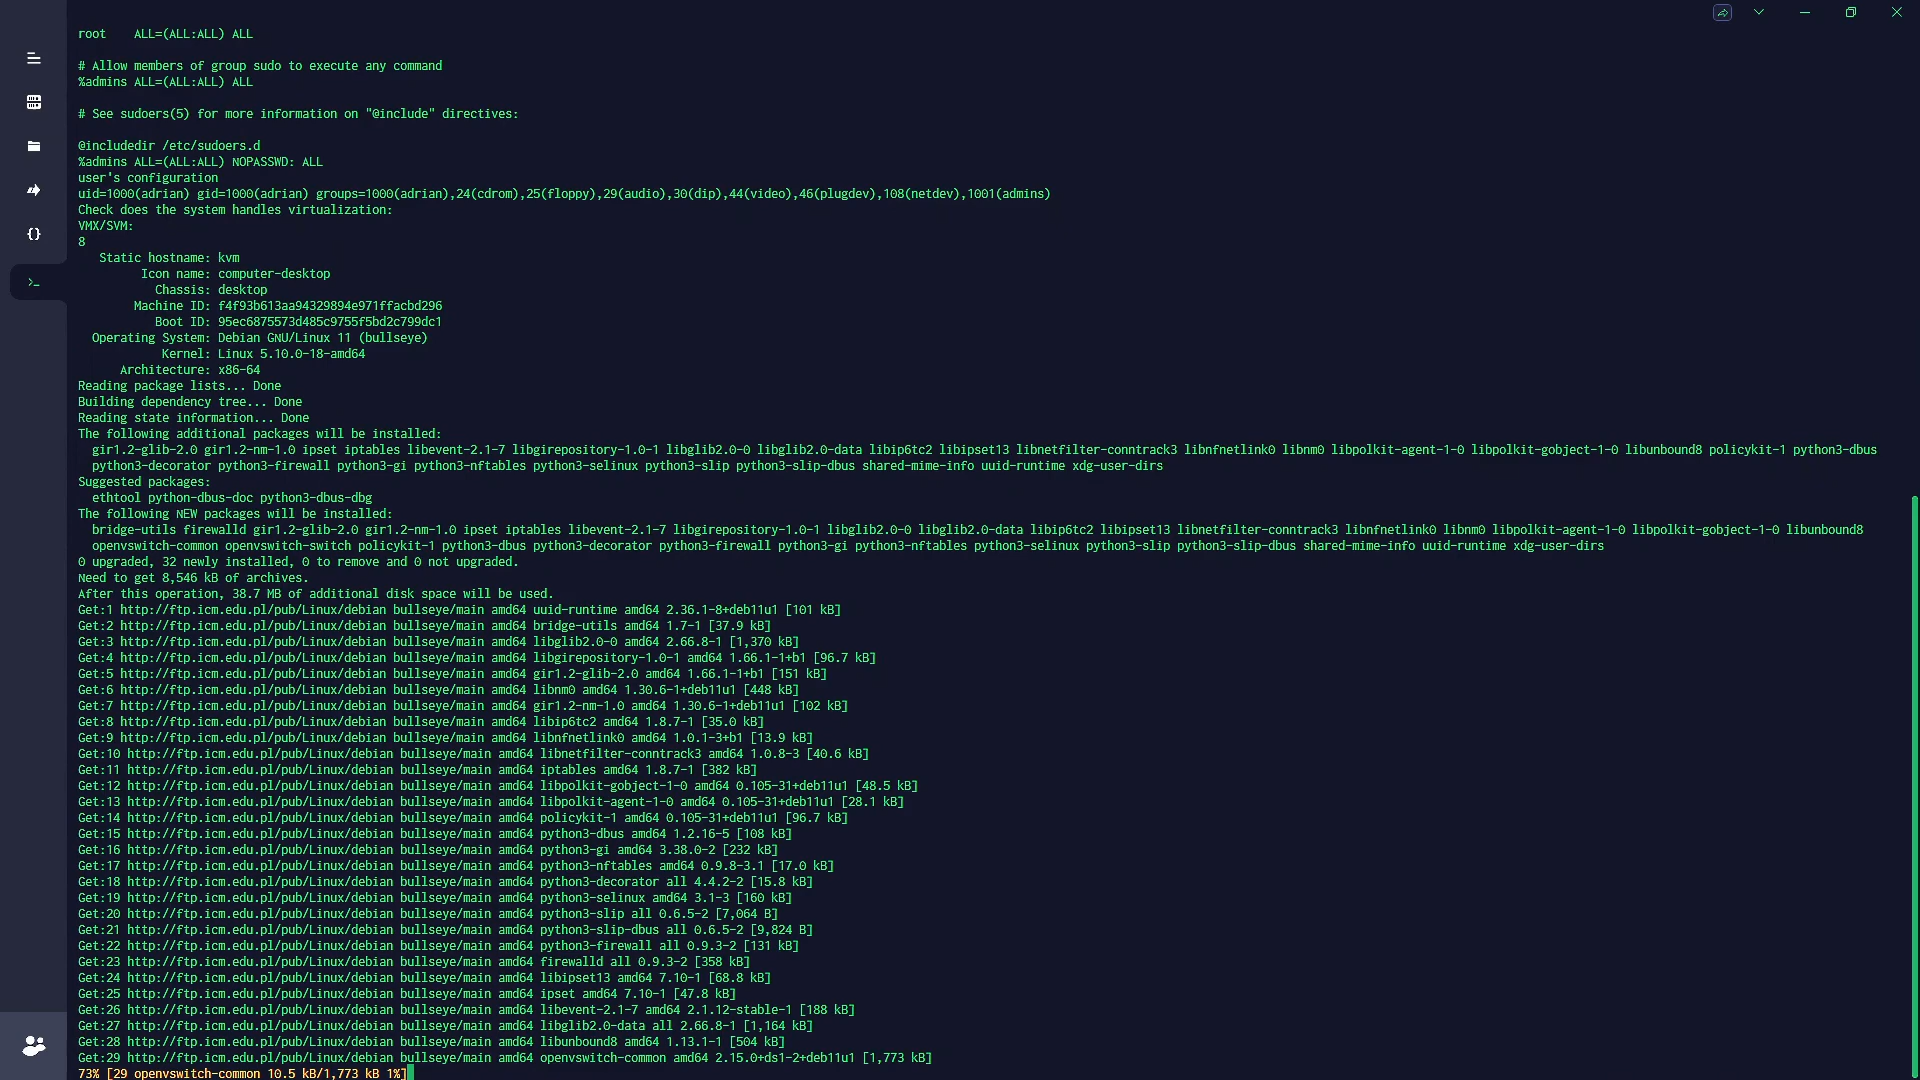 root    ALL=(ALL:ALL) ALL
# Allow members of group sudo to execute any command
%admins ALL=(ALL:ALL) ALL
# See sudoers(5) for more information on "@include" directives:
@includedir /etc/sudoers.d
%admins ALL=(ALL:ALL) NOPASSWD: ALL
user's configuration
uid=1000(adrian) gid=1000(adrian) groups=1000(adrian),24(cdrom),25(floppy),29(audio),30(dip),44(video),46(plugdev),108(netdev),1001(admins)
Check does the system handles virtualization:
VMX/SVM:
8
Static hostname: kvm
Icon name: computer-desktop
Chassis: desktop
Machine ID: f4f93b613aa94329894e971ffacbd296
Boot ID: 95ec6875573d485c9755f5bd2c799dc1
Operating System: Debian GNU/Linux 11 (bullseye)
Kernel: Linux 5.10.0-18-amd64
Architecture: x86-64
Reading package lists... Done
Building dependency tree... Done
Reading state information... Done
The following additional packages will be installed:
gir1.2-glib-2.0 gir1.2-nm-1.0 ipset iptables libevent-2.1-7 libgirepository-1.0-1 libglib2.0-0 libglib2.0-data libip6tc2 libipset13 libnetfilter-conntrack3 libnfnetlink0 libnm0 libpolkit-agent-1-0 libpolkit-gobject-1-0 libunbound8 policykit-1 python3-dbus
python3-decorator python3-firewall python3-gi python3-nftables python3-selinux python3-slip python3-slip-dbus shared-mime-info uuid-runtime xdg-user-dirs
Suggested packages:
ethtool python-dbus-doc python3-dbus-dbg
The following NEW packages will be installed:
bridge-utils firewalld gir1.2-glib-2.0 gir1.2-nm-1.0 ipset iptables libevent-2.1-7 libgirepository-1.0-1 libglib2.0-0 libglib2.0-data libip6tc2 libipset13 libnetfilter-conntrack3 libnfnetlink0 libnm0 libpolkit-agent-1-0 libpolkit-gobject-1-0 libunbound8
openvswitch-common openvswitch-switch policykit-1 python3-dbus python3-decorator python3-firewall python3-gi python3-nftables python3-selinux python3-slip python3-slip-dbus shared-mime-info uuid-runtime xdg-user-dirs
0 upgraded, 32 newly installed, 0 to remove and 0 not upgraded.
Need to get 8,546 kB of archives.
After this operation, 38.7 MB of additional disk space will be used.
Get:1 http://ftp.icm.edu.pl/pub/Linux/debian bullseye/main amd64 uuid-runtime amd64 2.36.1-8+deb11u1 [101 kB]
Get:2 http://ftp.icm.edu.pl/pub/Linux/debian bullseye/main amd64 bridge-utils amd64 1.7-1 [37.9 kB]
Get:3 http://ftp.icm.edu.pl/pub/Linux/debian bullseye/main amd64 libglib2.0-0 amd64 2.66.8-1 [1,370 kB]
Get:4 http://ftp.icm.edu.pl/pub/Linux/debian bullseye/main amd64 libgirepository-1.0-1 amd64 1.66.1-1+b1 [96.7 kB]
Get:5 http://ftp.icm.edu.pl/pub/Linux/debian bullseye/main amd64 gir1.2-glib-2.0 amd64 1.66.1-1+b1 [151 kB]
Get:6 http://ftp.icm.edu.pl/pub/Linux/debian bullseye/main amd64 libnm0 amd64 1.30.6-1+deb11u1 [448 kB]
Get:7 http://ftp.icm.edu.pl/pub/Linux/debian bullseye/main amd64 gir1.2-nm-1.0 amd64 1.30.6-1+deb11u1 [102 kB]
Get:8 http://ftp.icm.edu.pl/pub/Linux/debian bullseye/main amd64 libip6tc2 amd64 1.8.7-1 [35.0 kB]
Get:9 http://ftp.icm.edu.pl/pub/Linux/debian bullseye/main amd64 libnfnetlink0 amd64 1.0.1-3+b1 [13.9 kB]
Get:10 http://ftp.icm.edu.pl/pub/Linux/debian bullseye/main amd64 libnetfilter-conntrack3 amd64 1.0.8-3 [40.6 kB]
Get:11 http://ftp.icm.edu.pl/pub/Linux/debian bullseye/main amd64 iptables amd64 1.8.7-1 [382 kB]
Get:12 http://ftp.icm.edu.pl/pub/Linux/debian bullseye/main amd64 libpolkit-gobject-1-0 amd64 0.105-31+deb11u1 [48.5 kB]
Get:13 http://ftp.icm.edu.pl/pub/Linux/debian bullseye/main amd64 libpolkit-agent-1-0 amd64 0.105-31+deb11u1 [28.1 kB]
Get:14 http://ftp.icm.edu.pl/pub/Linux/debian bullseye/main amd64 policykit-1 amd64 0.105-31+deb11u1 [96.7 kB]
Get:15 http://ftp.icm.edu.pl/pub/Linux/debian bullseye/main amd64 python3-dbus amd64 1.2.16-5 [108 kB]
Get:16 http://ftp.icm.edu.pl/pub/Linux/debian bullseye/main amd64 python3-gi amd64 3.38.0-2 [232 kB]
Get:17 http://ftp.icm.edu.pl/pub/Linux/debian bullseye/main amd64 python3-nftables amd64 0.9.8-3.1 [17.0 kB]
Get:18 http://ftp.icm.edu.pl/pub/Linux/debian bullseye/main amd64 python3-decorator all 4.4.2-2 [15.8 kB]
Get:19 http://ftp.icm.edu.pl/pub/Linux/debian bullseye/main amd64 python3-selinux amd64 3.1-3 [160 kB]
Get:20 http://ftp.icm.edu.pl/pub/Linux/debian bullseye/main amd64 python3-slip all 0.6.5-2 [7,064 B]
Get:21 http://ftp.icm.edu.pl/pub/Linux/debian bullseye/main amd64 python3-slip-dbus all 0.6.5-2 [9,824 B]
Get:22 http://ftp.icm.edu.pl/pub/Linux/debian bullseye/main amd64 python3-firewall all 0.9.3-2 [131 kB]
Get:23 http://ftp.icm.edu.pl/pub/Linux/debian bullseye/main amd64 firewalld all 0.9.3-2 [358 kB]
Get:24 http://ftp.icm.edu.pl/pub/Linux/debian bullseye/main amd64 libipset13 amd64 7.10-1 [68.8 kB]
Get:25 http://ftp.icm.edu.pl/pub/Linux/debian bullseye/main amd64 ipset amd64 7.10-1 [47.8 kB]
Get:26 http://ftp.icm.edu.pl/pub/Linux/debian bullseye/main amd64 libevent-2.1-7 amd64 2.1.12-stable-1 [188 kB]
Get:27 http://ftp.icm.edu.pl/pub/Linux/debian bullseye/main amd64 libglib2.0-data all 2.66.8-1 [1,164 kB]
Get:28 http://ftp.icm.edu.pl/pub/Linux/debian bullseye/main amd64 libunbound8 amd64 1.13.1-1 [504 kB]
Get:29 http://ftp.icm.edu.pl/pub/Linux/debian bullseye/main amd64 openvswitch-common amd64 2.15.0+ds1-2+deb11u1 [1,773 kB]
73% [29 openvswitch-common 10.5 kB/1,773 kB 1%]